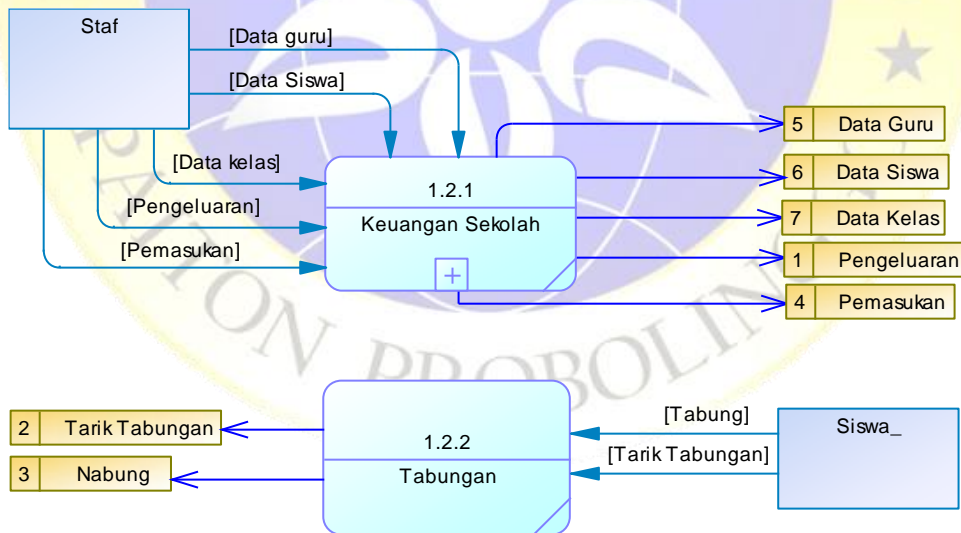 Staf
[Data guru]
[Data Siswa]
[Data kelas]
[Pengeluaran]
[Pemasukan]
1.2.1
Keuangan Sekolah
5 Data Guru
6 Data Siswa
7 Data Kelas
1 Pengeluaran
4 Pemasukan
PAITON PROBOLINGGO
2 Tarik Tabungan
3 Nabung
1.2.2
Tabungan
[Tabung]
[Tarik Tabungan]
Siswa_